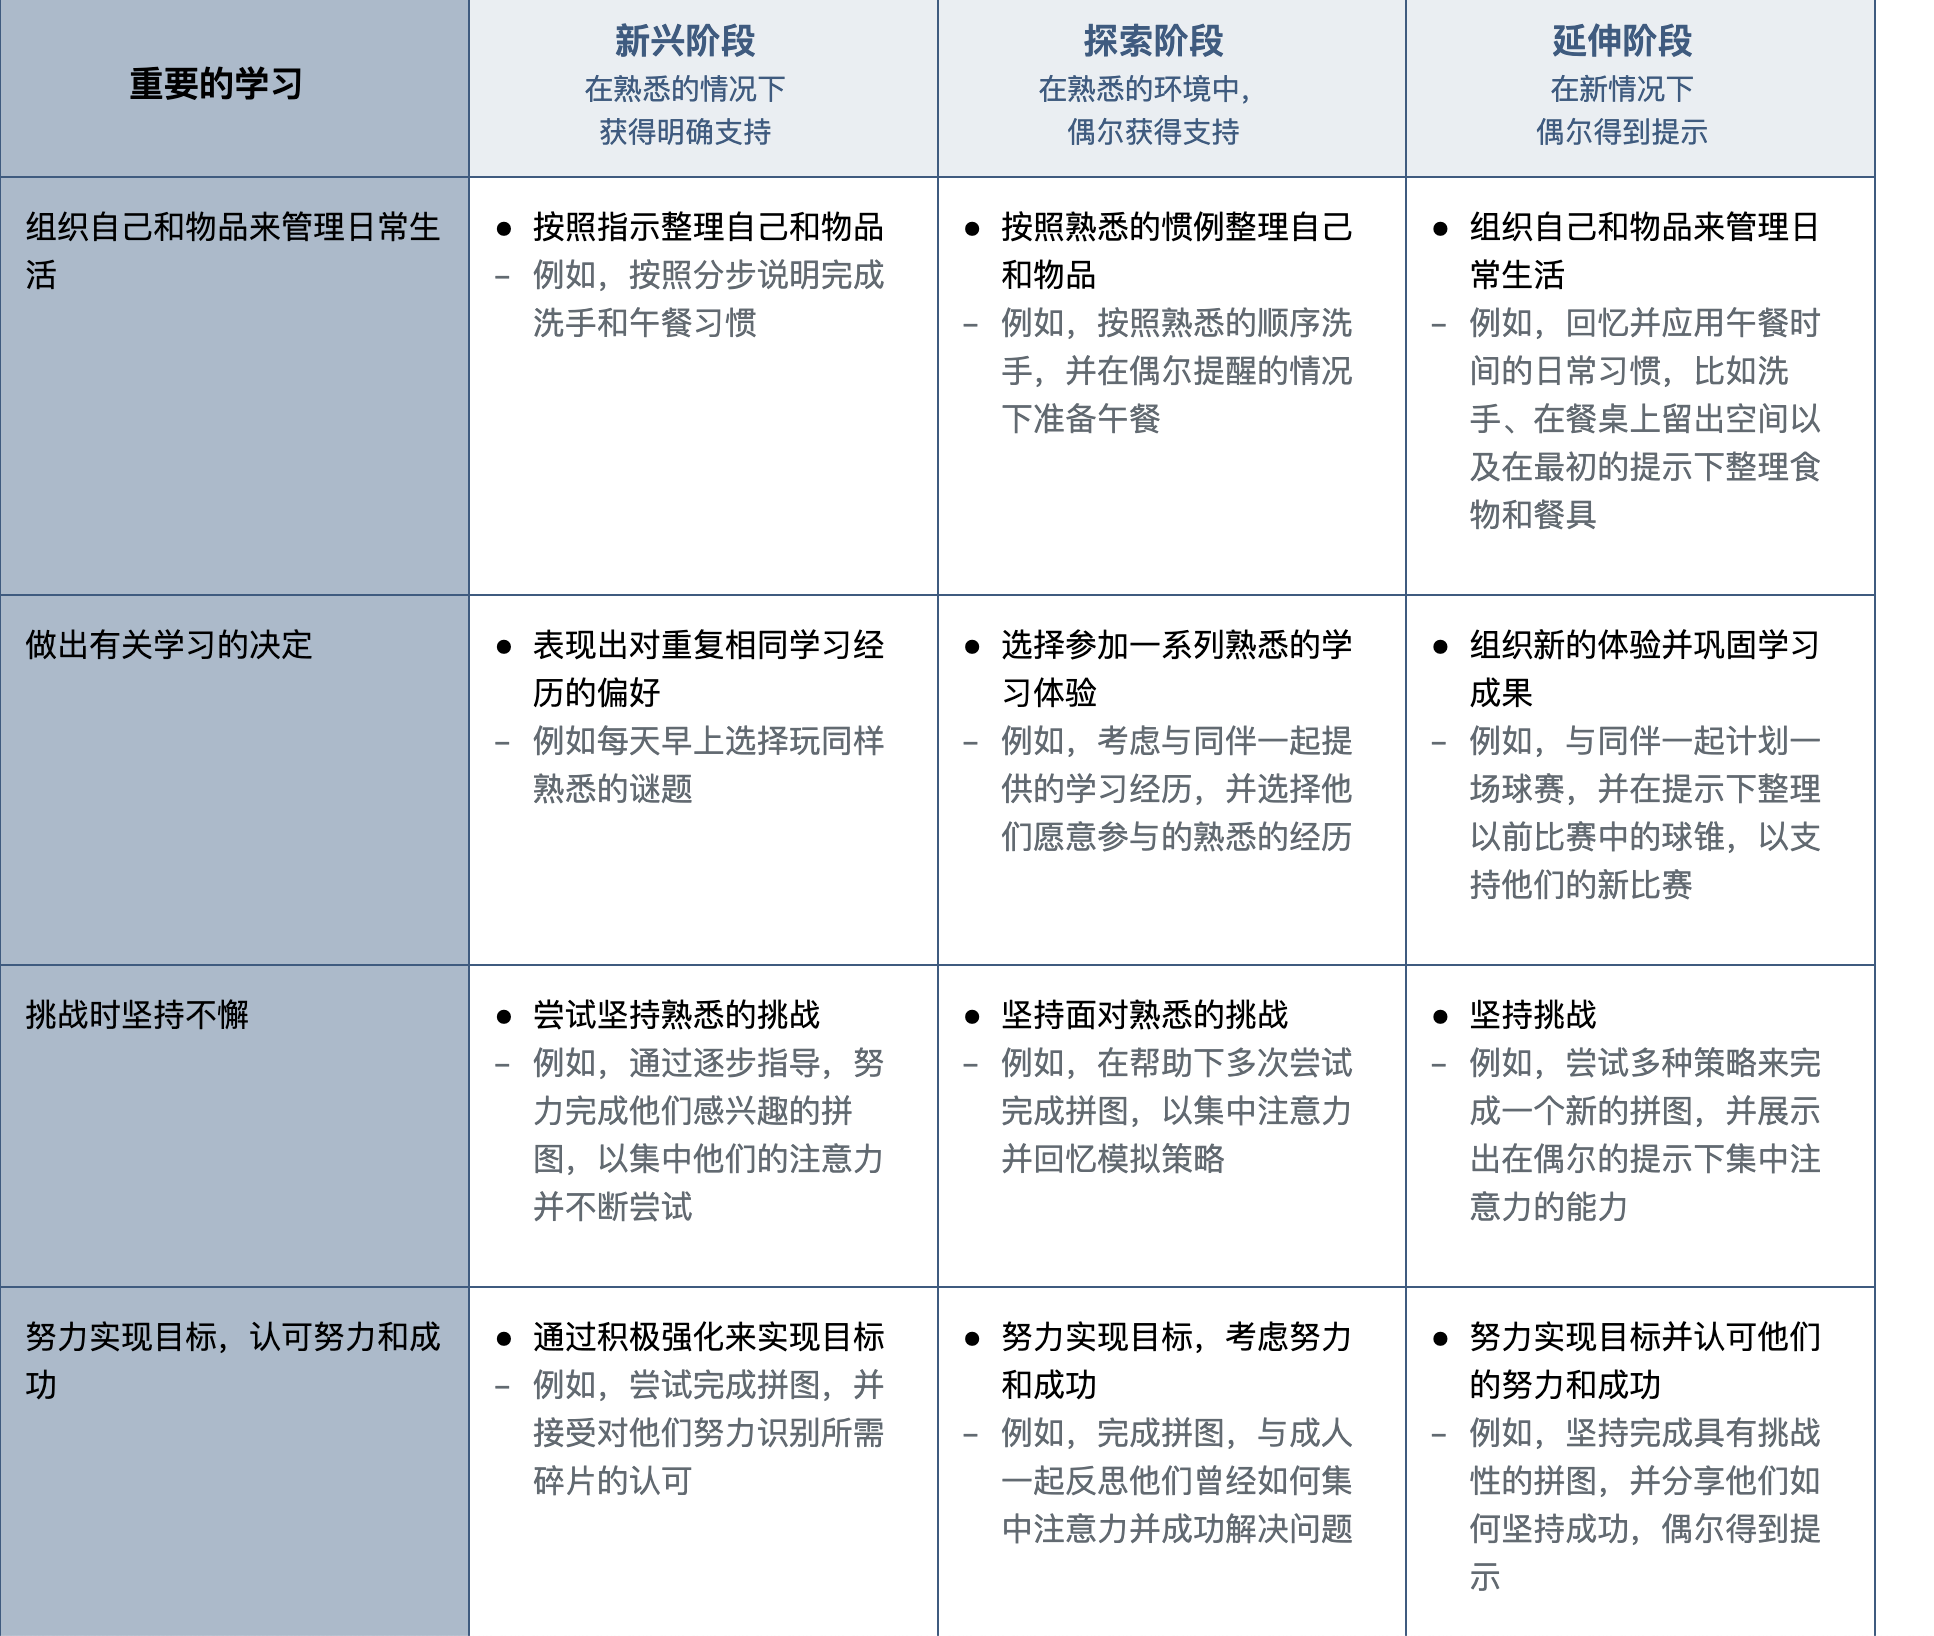 重要的学习
新兴阶段
在熟悉的情况下
获得明确支持
探索阶段
在熟悉的环境中，
偶尔获得支持
延伸阶段
在新情况下
偶尔得到提示
组织自己和物品来管理日常生
活
● 按照指示整理自己和物品
– 例如，按照分步说明完成
洗手和午餐习惯
● 按照熟悉的惯例整理自己
和物品
– 例如，按照熟悉的顺序洗
手，并在偶尔提醒的情况
下准备午餐
● 组织自己和物品来管理日
常生活
– 例如，回忆并应用午餐时
间的日常习惯，比如洗
手、在餐桌上留出空间以
及在最初的提示下整理食
物和餐具
做出有关学习的决定
● 表现出对重复相同学习经
历的偏好
– 例如每天早上选择玩同样
熟悉的谜题
● 选择参加一系列熟悉的学
习体验
– 例如，考虑与同伴一起提
供的学习经历，并选择他
们愿意参与的熟悉的经历
● 组织新的体验并巩固学习
成果
– 例如，与同伴一起计划一
场球赛，并在提示下整理
以前比赛中的球锥，以支
持他们的新比赛
挑战时坚持不懈
● 尝试坚持熟悉的挑战
– 例如，通过逐步指导，努
力完成他们感兴趣的拼
图，以集中他们的注意力
并不断尝试
● 坚持面对熟悉的挑战
– 例如，在帮助下多次尝试
完成拼图，以集中注意力
并回忆模拟策略
● 坚持挑战
– 例如，尝试多种策略来完
成一个新的拼图，并展示
出在偶尔的提示下集中注
意力的能力
努力实现目标，认可努力和成
功
● 通过积极强化来实现目标
– 例如，尝试完成拼图，并
接受对他们努力识别所需
碎片的认可
● 努力实现目标，考虑努力
和成功
– 例如，完成拼图，与成人
一起反思他们曾经如何集
中注意力并成功解决问题
● 努力实现目标并认可他们
的努力和成功
– 例如，坚持完成具有挑战
性的拼图，并分享他们如
何坚持成功，偶尔得到提
示